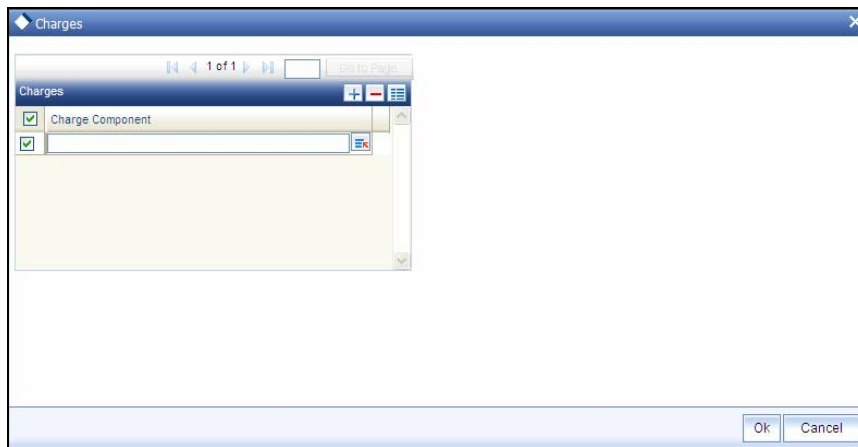 Charges
1 of 1 Go to Page
Charges
Charge Component
Ok Cancel